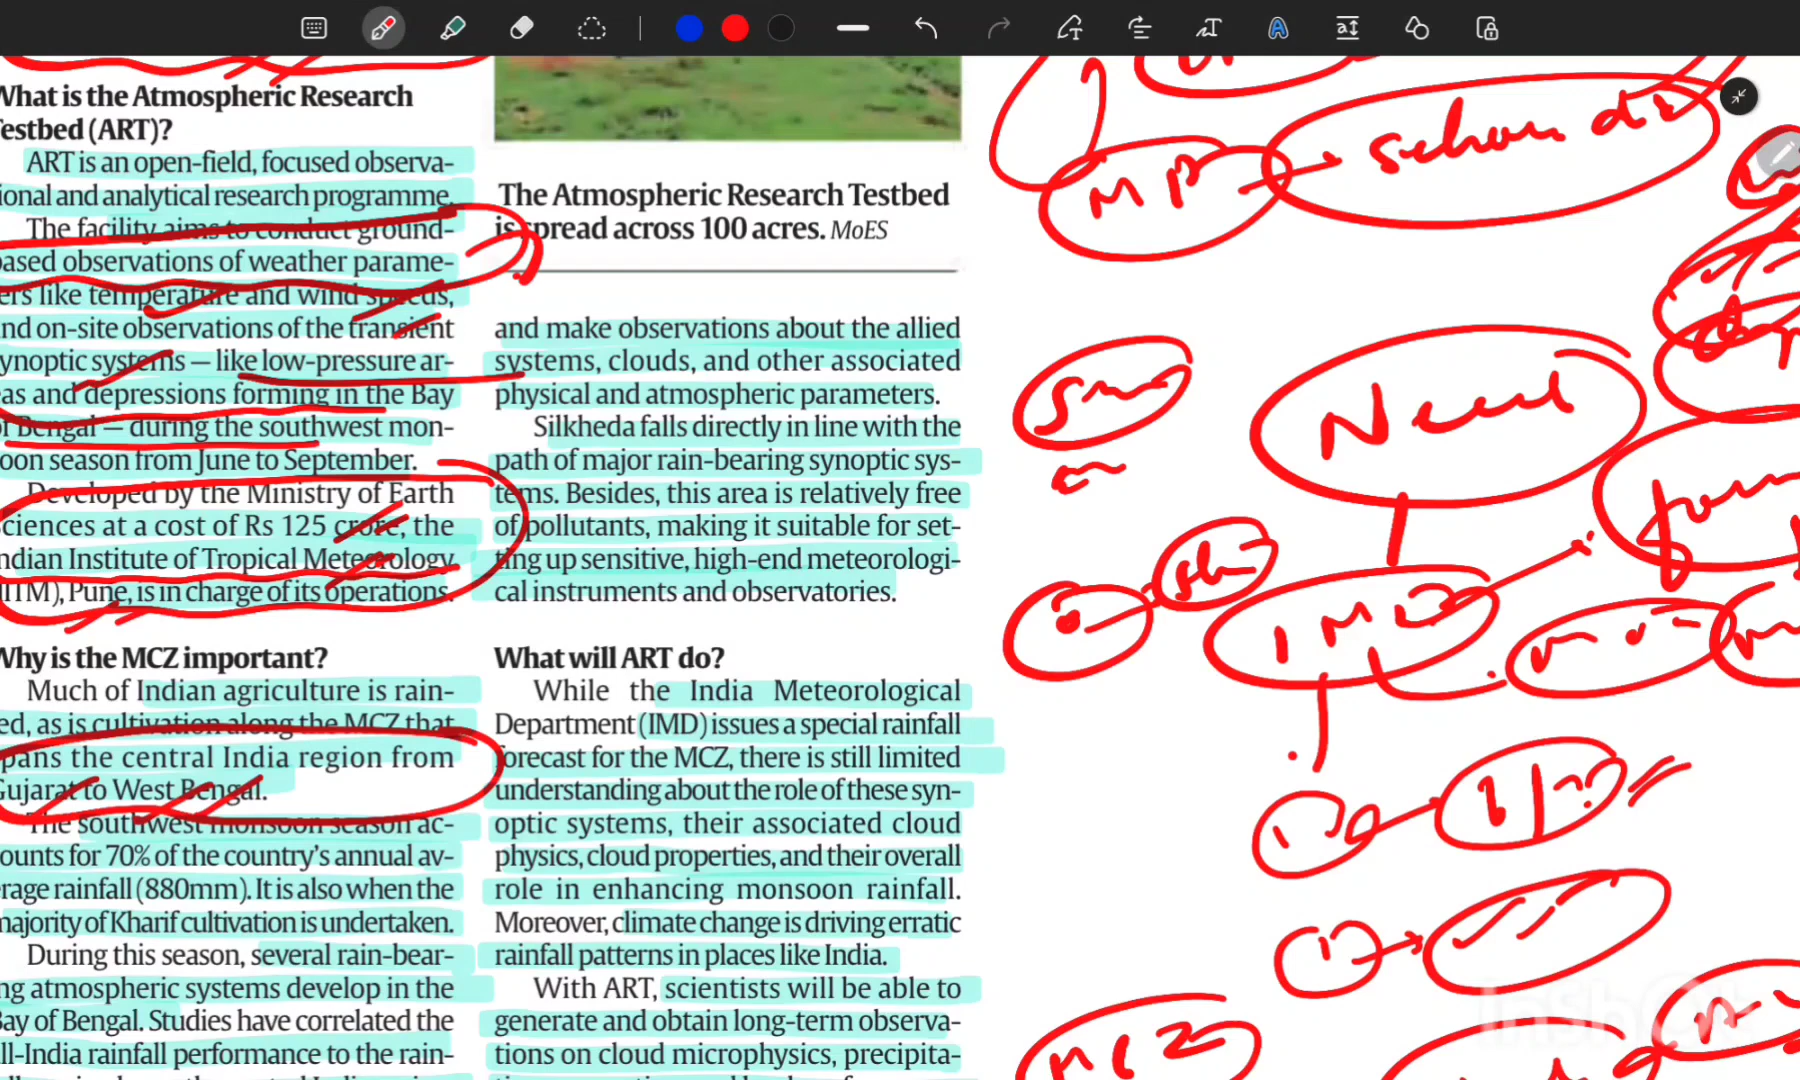 What is the Atmospheric Research
Testbed (ART)?
ART is an open-field, focused observa-
ional and analytical research programme.
The facility aims to conduct ground-
based observations of weather parame-
ers like temperature and wind speeds,
and on-site observations of the transient
synoptic systems — like low-pressure ar-
eas and depressions forming in the Bay
of Bengal — during the southwest mon-
soon season from June to September.
Developed by the Ministry of Earth
Sciences at a cost of Rs 125 crore, the
Indian Institute of Tropical Meteorology
(IITM), Pune, is in charge of its operations.
Why is the MCZ important?
Much of Indian agriculture is rain-
ed, as is cultivation along the MCZ that
pans the central India region from
Gujarat to West Bengal.
The southwest monsoon season ac-
ounts for 70% of the country's annual av-
erage rainfall (880mm). It is also when the
majority of Kharif cultivation is undertaken.
During this season, several rain-bear-
ng atmospheric systems develop in the
Bay of Bengal. Studies have correlated the
ll-India rainfall performance to the rain-
The Atmospheric Research Testbed
is spread across 100 acres. MoES
and make observations about the allied
systems, clouds, and other associated
physical and atmospheric parameters.
Silkheda falls directly in line with the
path of major rain-bearing synoptic sys-
tems. Besides, this area is relatively free
of pollutants, making it suitable for set-
ting up sensitive, high-end meteorologi-
cal instruments and observatories.
What will ART do?
While the India Meteorological
Department (IMD) issues a special rainfall
forecast for the MCZ, there is still limited
understanding about the role of these syn-
optic systems, their associated cloud
physics, cloud properties, and their overall
role in enhancing monsoon rainfall.
Moreover, climate change is driving erratic
rainfall patterns in places like India.
With ART, scientists will be able to
generate and obtain long-term observa-
tions on cloud microphysics, precipita-
MP
Need
IMD
MCZ
InShOt